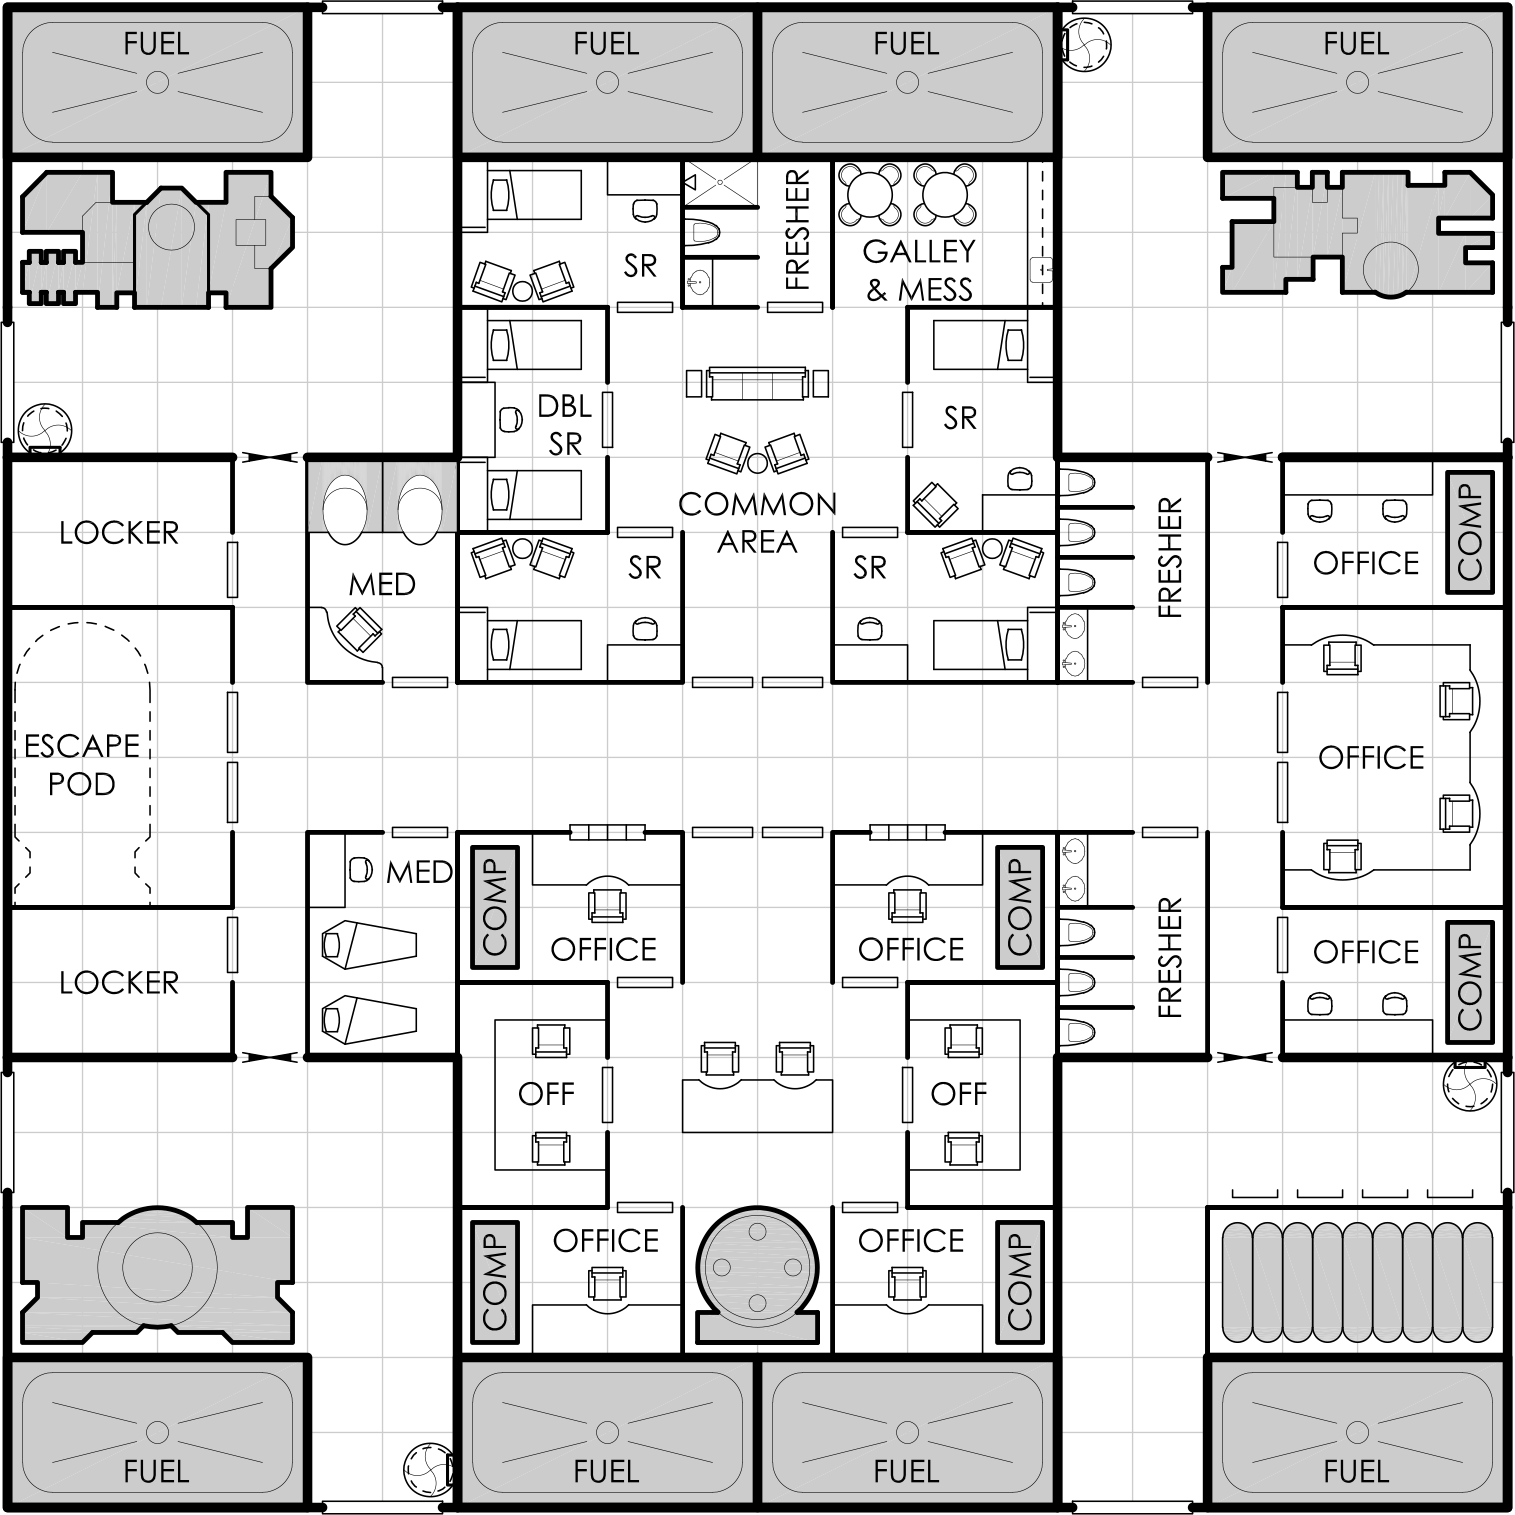 FUEL
FUEL
FUEL
FUEL
SR
FRESHER
GALLEY
& MESS
DBL
SR
SR
COMMON
AREA
LOCKER
MED
SR
SR
FRESHER
OFFICE
COMP
ESCAPE
POD
OFFICE
MED
COMP
OFFICE
OFFICE
COMP
FRESHER
OFFICE
COMP
LOCKER
OFF
OFF
COMP
OFFICE
OFFICE
COMP
FUEL
FUEL
FUEL
FUEL